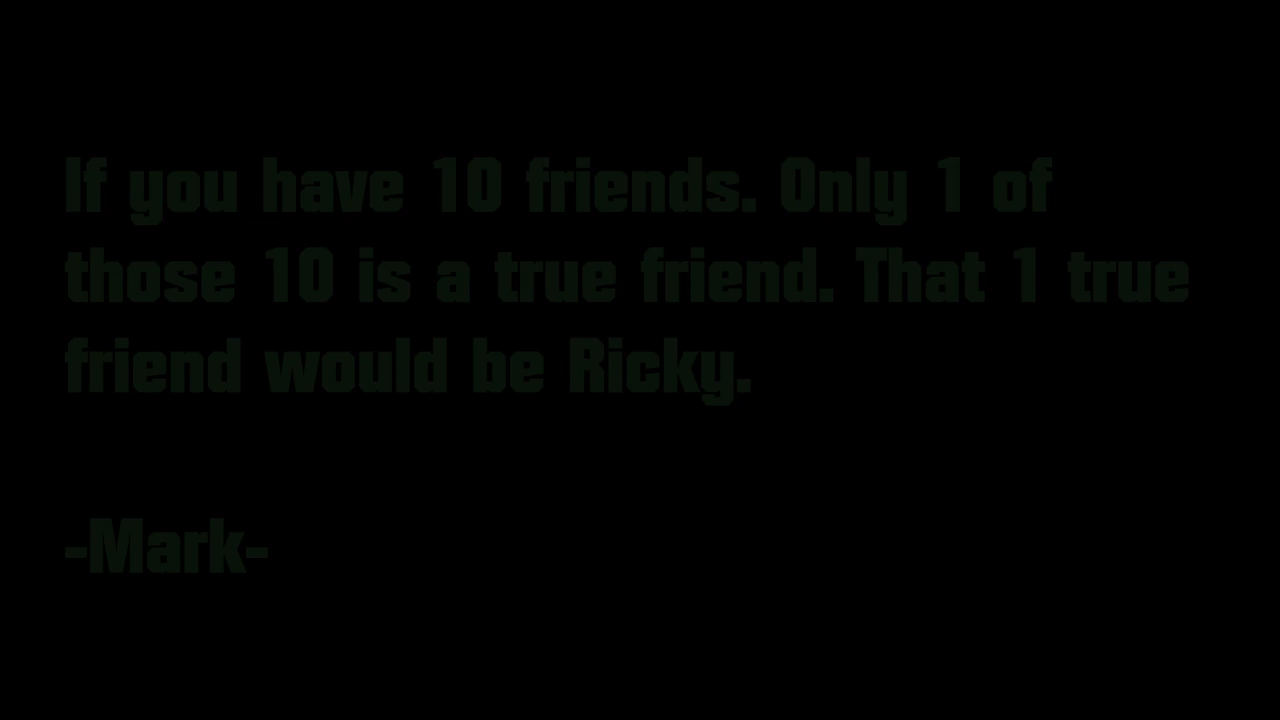 If you have 10 friends. Only 1 of
those 10 is a true friend. That 1 true
friend would be Ricky.
-Mark-